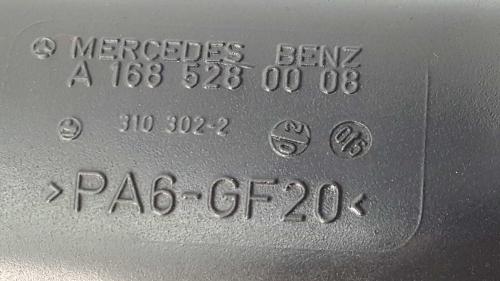 MERCEDES BENZ
A 168 528 00 08
310 302-2
>PA6-GF20<